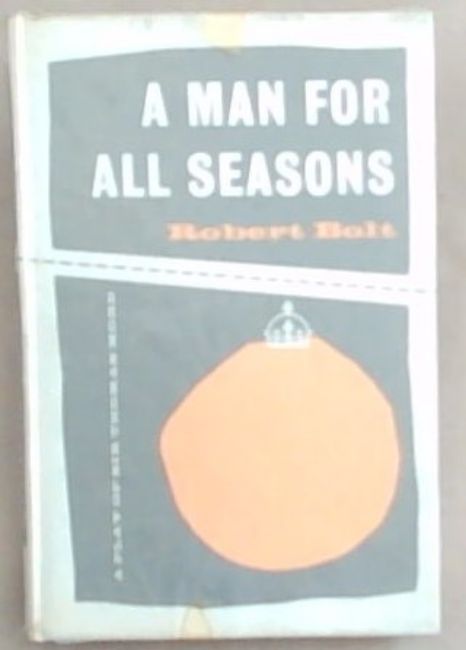 A MAN FOR
ALL SEASONS
Robert Bolt
A PLAY OF SIR THOMAS MORE